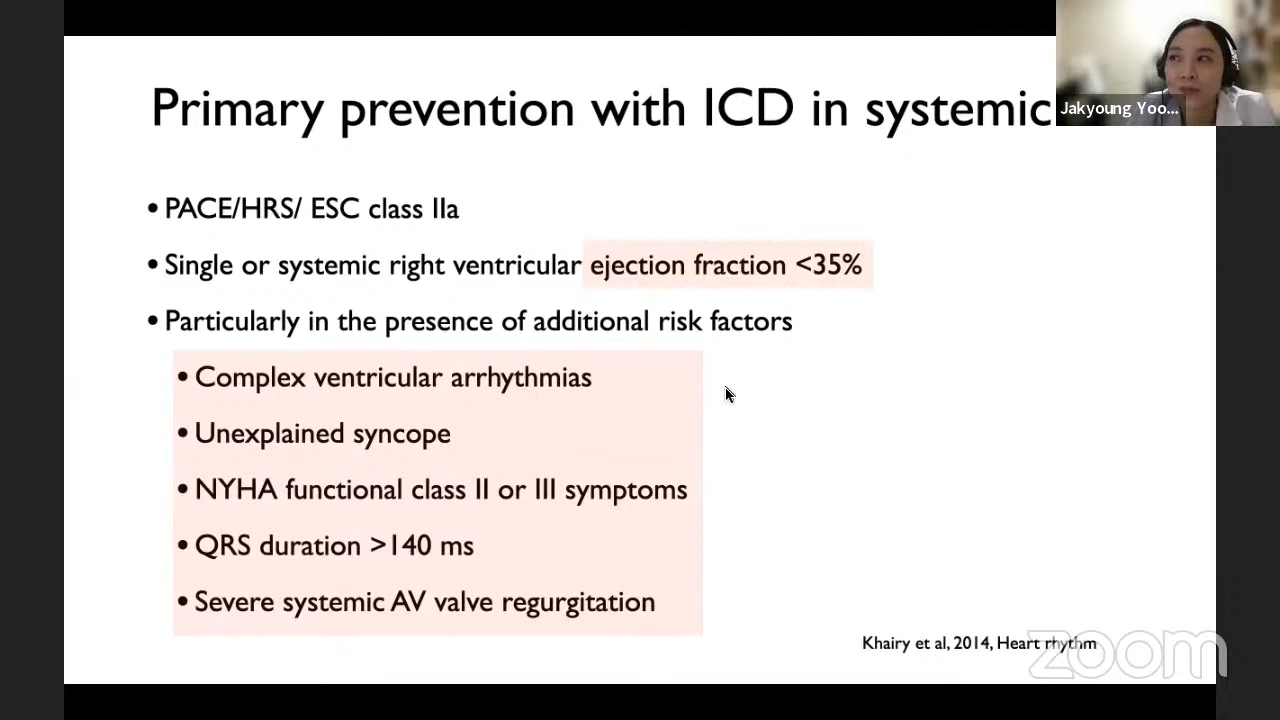 Primary prevention with ICD in systemic
Jakyoung Yoo...
• PACE/HRS/ ESC class IIa
• Single or systemic right ventricular ejection fraction <35%
• Particularly in the presence of additional risk factors
• Complex ventricular arrhythmias
• Unexplained syncope
• NYHA functional class II or III symptoms
• QRS duration >140 ms
• Severe systemic AV valve regurgitation
Khairy et al, 2014, Heart rhythm
zoom